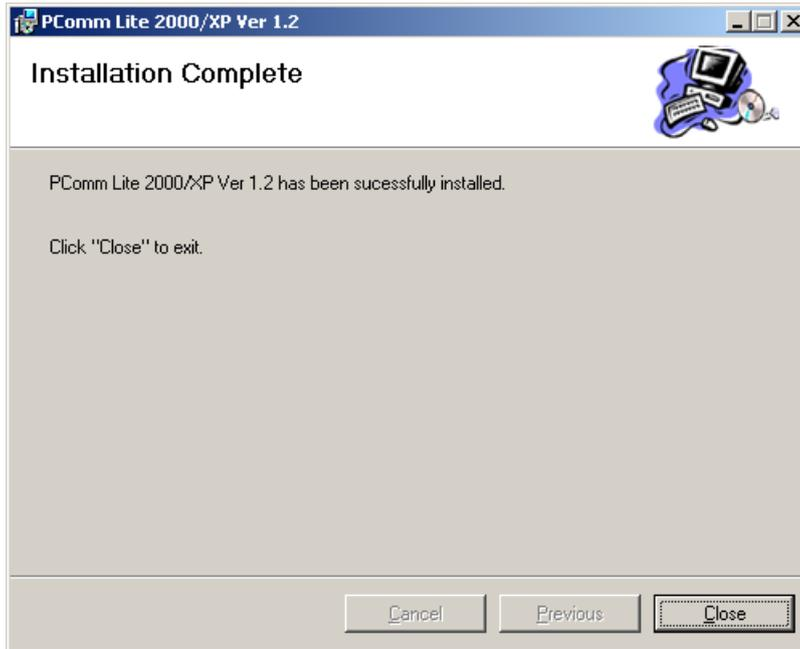 PComm Lite 2000/XP Ver 1.2
Installation Complete
PComm Lite 2000/XP Ver 1.2 has been sucessfully installed.
Click "Close" to exit.
Cancel
Previous
Close